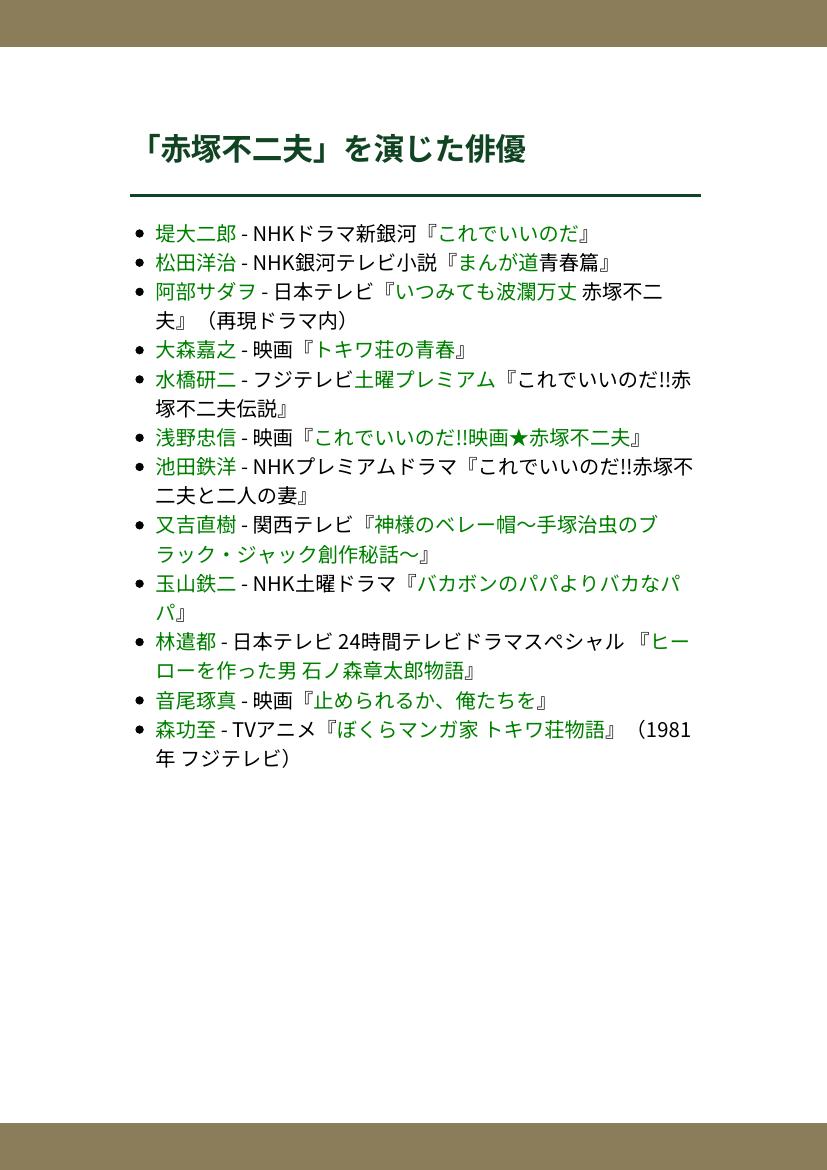 「赤塚不二夫」を演じた俳優
• 堤大二郎 - NHKドラマ新銀河『これでいいのだ』
• 松田洋治 - NHK銀河テレビ小説『まんが道青春篇』
• 阿部サダヲ - 日本テレビ『いつみても波瀾万丈 赤塚不二
夫』（再現ドラマ内）
• 大森嘉之 - 映画『トキワ荘の青春』
• 水橋研二 - フジテレビ土曜プレミアム『これでいいのだ!!赤
塚不二夫伝説』
• 浅野忠信 - 映画『これでいいのだ!!映画★赤塚不二夫』
• 池田鉄洋 - NHKプレミアムドラマ『これでいいのだ!!赤塚不
二夫と二人の妻』
• 又吉直樹 - 関西テレビ『神様のベレー帽〜手塚治虫のブ
ラック・ジャック創作秘話〜』
• 玉山鉄二 - NHK土曜ドラマ『バカボンのパパよりバカなパ
パ』
• 林遣都 - 日本テレビ 24時間テレビドラマスペシャル 『ヒー
ローを作った男 石ノ森章太郎物語』
• 音尾琢真 - 映画『止められるか、俺たちを』
• 森功至 - TVアニメ『ぼくらマンガ家 トキワ荘物語』（1981
年 フジテレビ）